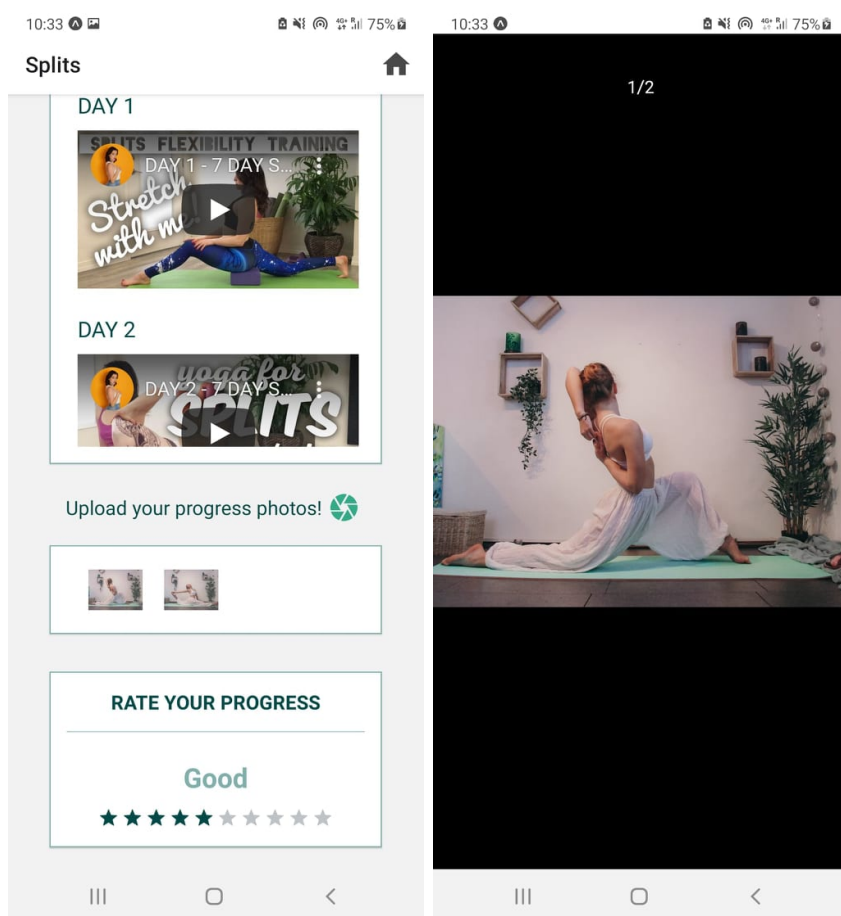 10:33
4G+ R
75%
Splits
DAY 1
SPLITS FLEXIBILITY TRAINING
DAY 1 - 7 DAY S...
Stretch
with me!
DAY 2
yoga for
DAY 2 - 7 DAY S...
SPLITS
Upload your progress photos!
RATE YOUR PROGRESS
Good
10:33
4G+ R
75%
1/2